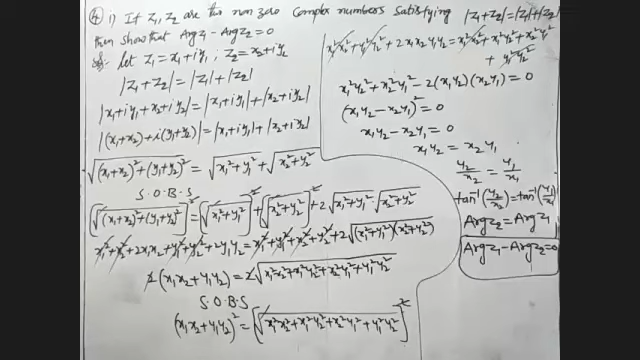 ④ i) If z₁, z₂ are the non zero Complex numbers satisfying |z₁+z₂|=|z₁|+|z₂|
then show that Arg z₁ - Arg z₂ = 0
Sol:- let z₁ = x₁+iy₁ ; z₂ = x₂+iy₂
|z₁+z₂| = |z₁| + |z₂|
|x₁+iy₁+x₂+iy₂| = |x₁+iy₁| + |x₂+iy₂|
|(x₁+x₂)+i(y₁+y₂)| = |x₁+iy₁| + |x₂+iy₂|
√((x₁+x₂)²+(y₁+y₂)²) = √(x₁²+y₁²) + √(x₂²+y₂²)
S.O.B.S
[√((x₁+x₂)²+(y₁+y₂)²)]² = [√(x₁²+y₁²)]² + [√(x₂²+y₂²)]² + 2√(x₁²+y₁²) . √(x₂²+y₂²)
x₁²+x₂²+2x₁x₂+y₁²+y₂²+2y₁y₂ = x₁²+y₁²+x₂²+y₂²+2√((x₁²+y₁²)(x₂²+y₂²))
2(x₁x₂+y₁y₂) = 2√(x₁²x₂²+x₁²y₂²+x₂²y₁²+y₁²y₂²)
S.O.B.S
(x₁x₂+y₁y₂)² = [√(x₁²x₂²+x₁²y₂²+x₂²y₁²+y₁²y₂²)]²
x₁²x₂²+y₁²y₂²+2x₁x₂y₁y₂ = x₁²x₂²+x₁²y₂²+x₂²y₁²
+ y₁²y₂²
x₁²y₂²+x₂²y₁²-2(x₁y₂)(x₂y₁)=0
(x₁y₂-x₂y₁)²=0
x₁y₂-x₂y₁=0
x₁y₂ = x₂y₁
y₂/x₂ = y₁/x₁
tan⁻¹(y₂/x₂)=tan⁻¹(y₁/x₁)
Arg z₂ = Arg z₁
Arg z₁ - Arg z₂ = 0